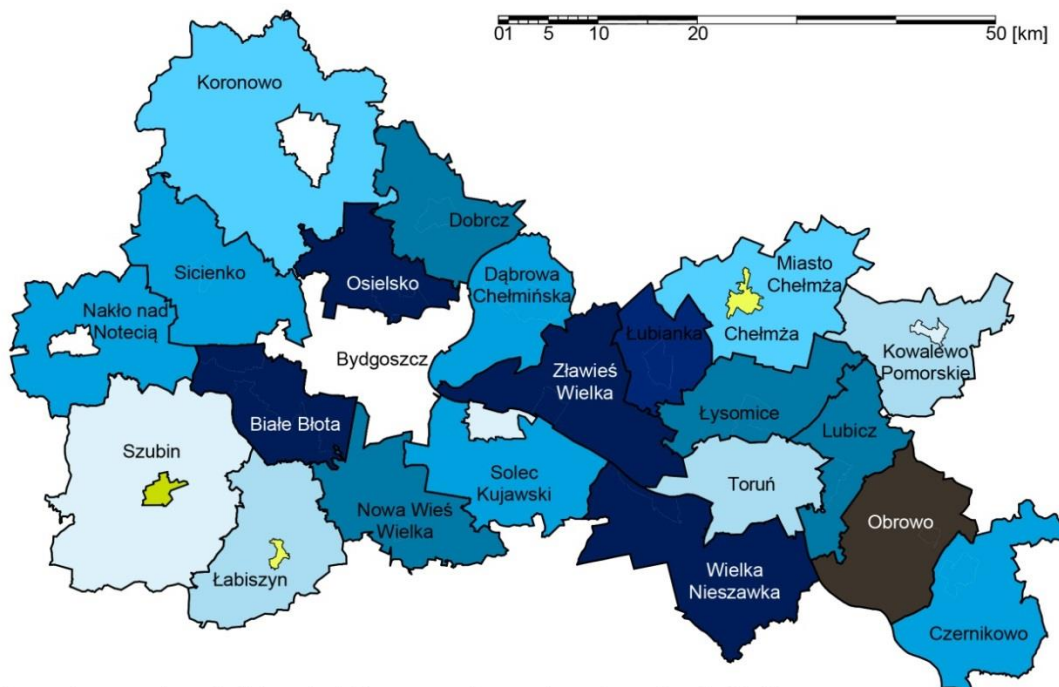 01 5 10 20 50 [km]
Koronowo
Dobrcz
Sicienko
Osielsko
Dąbrowa
Chełmińska
Miasto
Chełmża
Nakło nad
Notecią
Łubianka
Chełmża
Bydgoszcz
Kowalewo
Pomorskie
Zławieś
Wielka
Białe Błota
Łysomice
Lubicz
Szubin
Solec
Kujawski
Toruń
Nowa Wieś
Wielka
Obrowo
Łabiszyn
Wielka
Nieszawka
Czernikowo